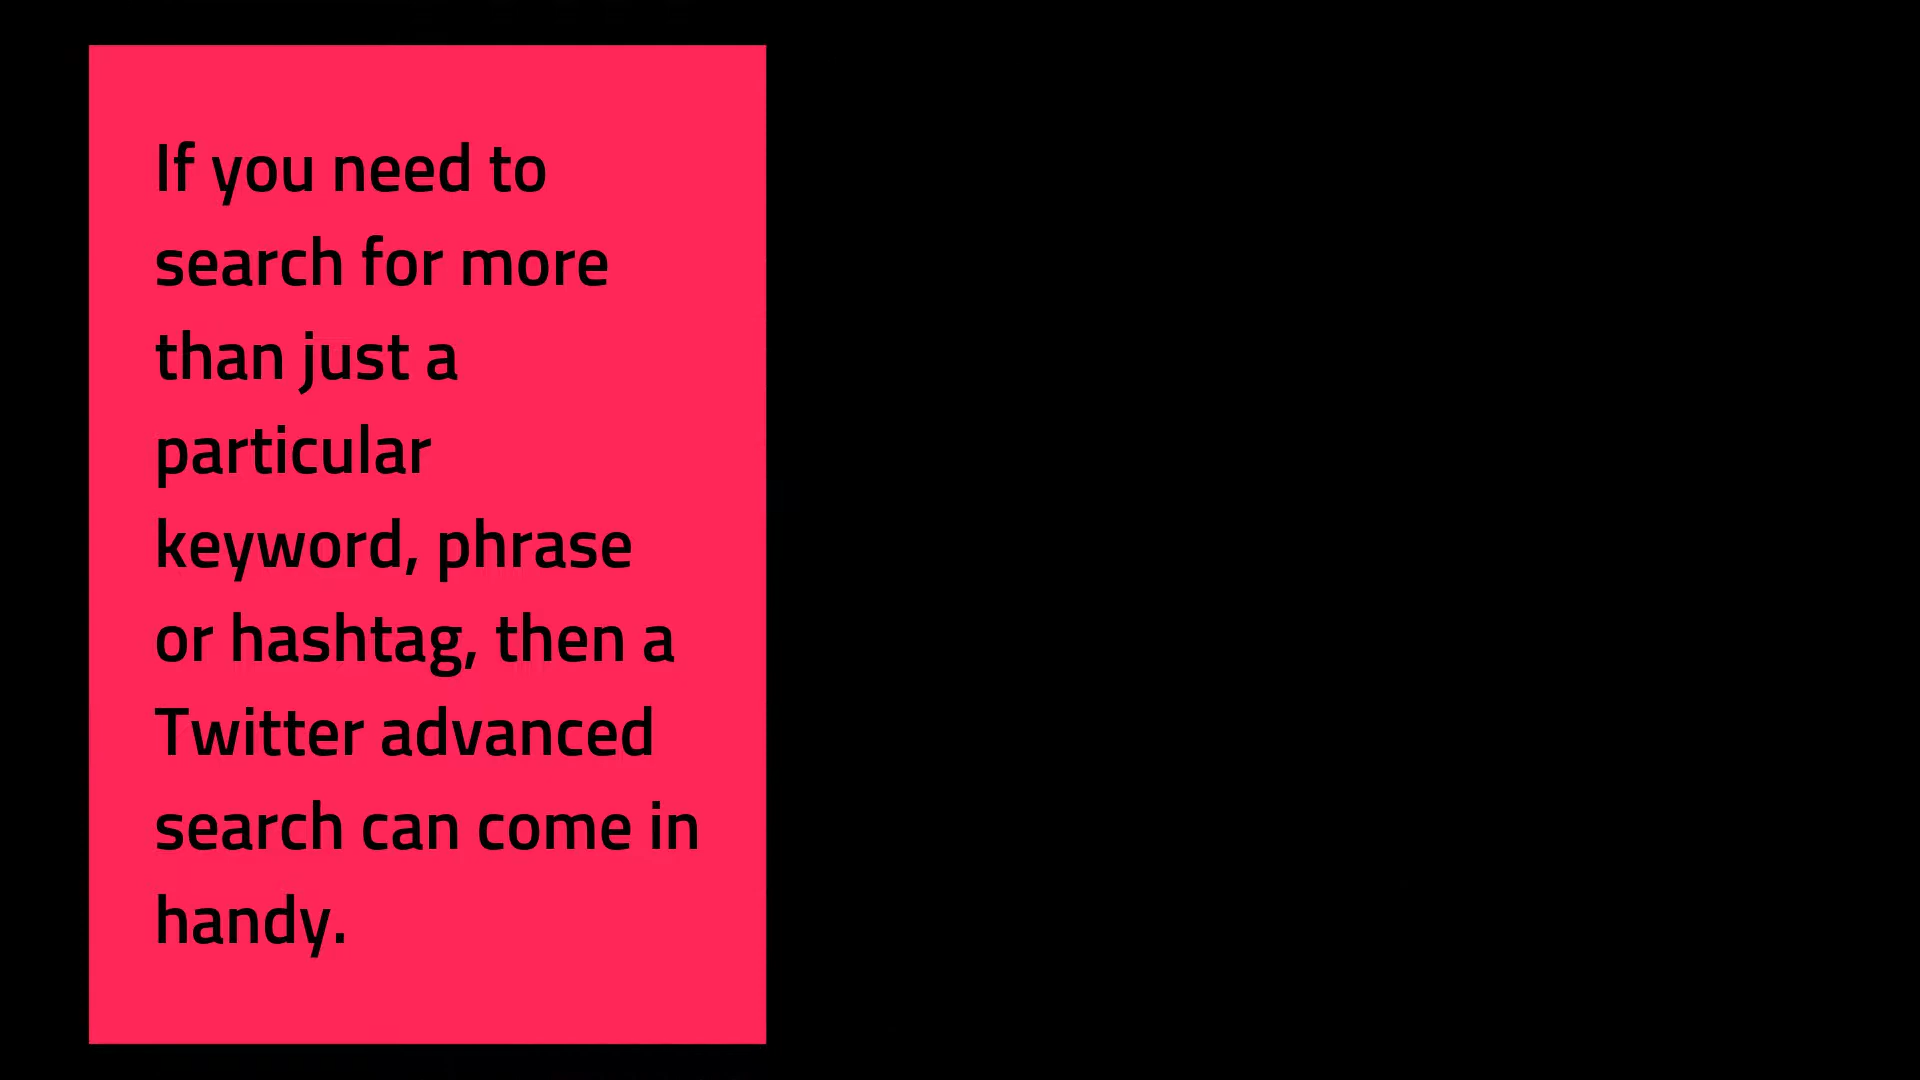 If you need to
search for more
than just a
particular
keyword, phrase
or hashtag, then a
Twitter advanced
search can come in
handy.